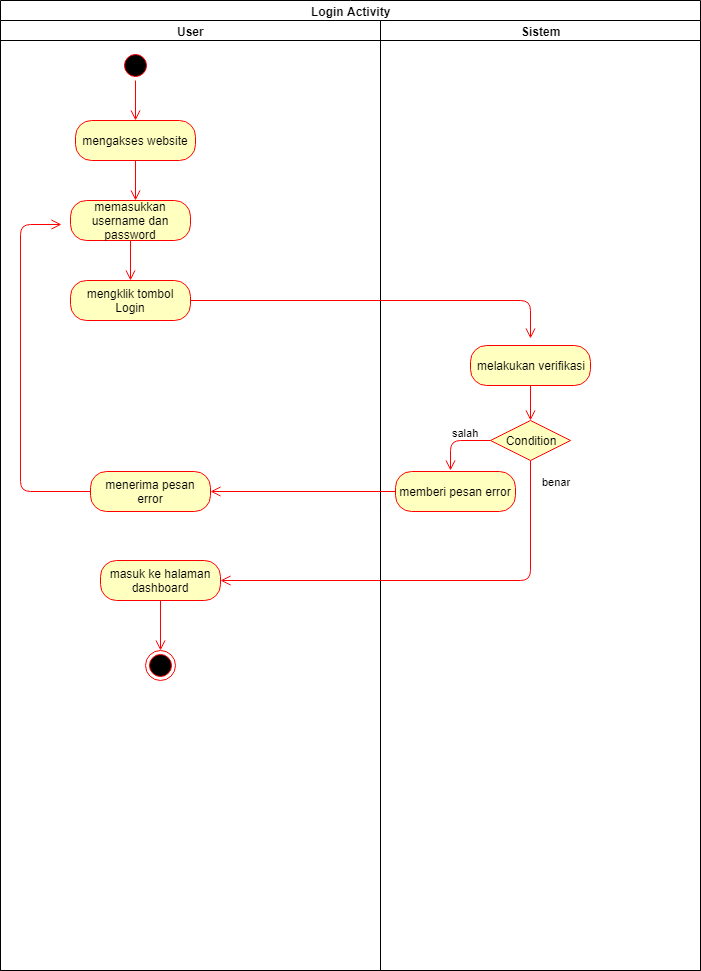 Login Activity
User
Sistem
mengakses website
memasukkan
username dan
password
mengklik tombol
Login
melakukan verifikasi
Condition
salah
benar
memberi pesan error
menerima pesan
error
masuk ke halaman
dashboard